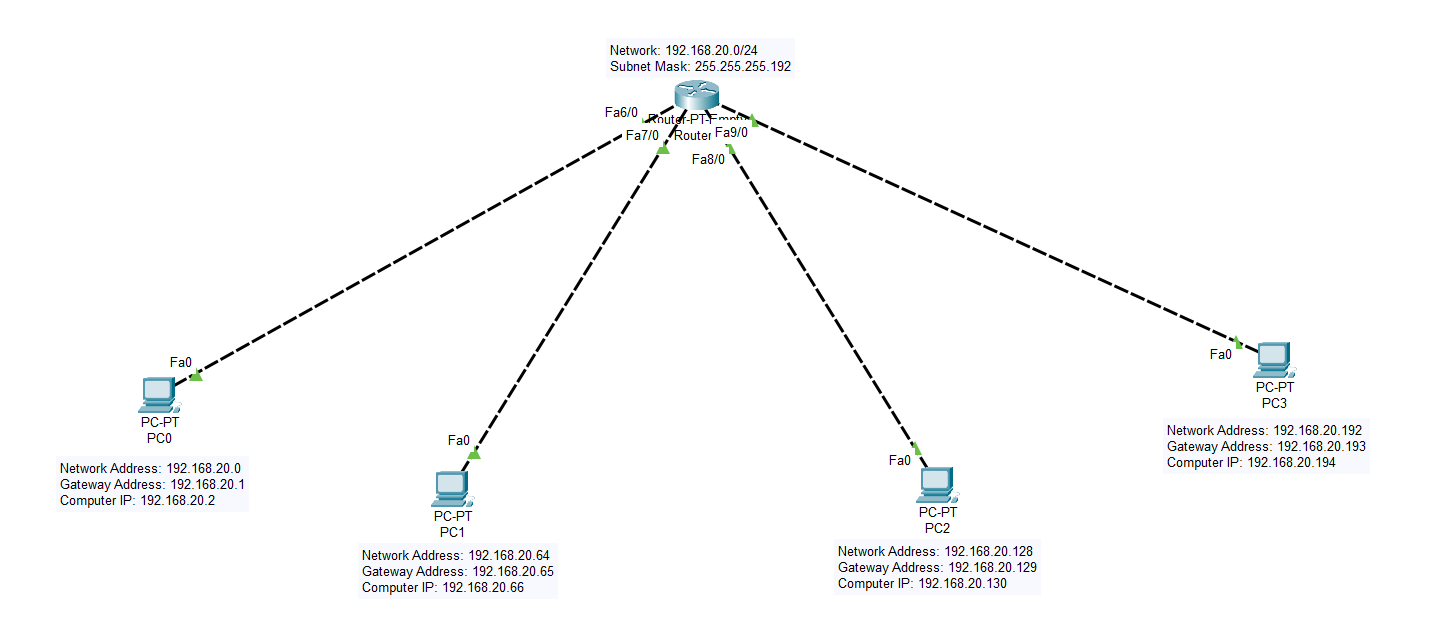 Network: 192.168.20.0/24
Subnet Mask: 255.255.255.192
Fa6/0
Router-PT-Empty
Fa7/0
Router
Fa9/0
Fa8/0
Fa0
PC-PT
PC0
Network Address: 192.168.20.0
Gateway Address: 192.168.20.1
Computer IP: 192.168.20.2
Fa0
PC-PT
PC1
Network Address: 192.168.20.64
Gateway Address: 192.168.20.65
Computer IP: 192.168.20.66
Fa0
PC-PT
PC2
Network Address: 192.168.20.128
Gateway Address: 192.168.20.129
Computer IP: 192.168.20.130
Fa0
PC-PT
PC3
Network Address: 192.168.20.192
Gateway Address: 192.168.20.193
Computer IP: 192.168.20.194